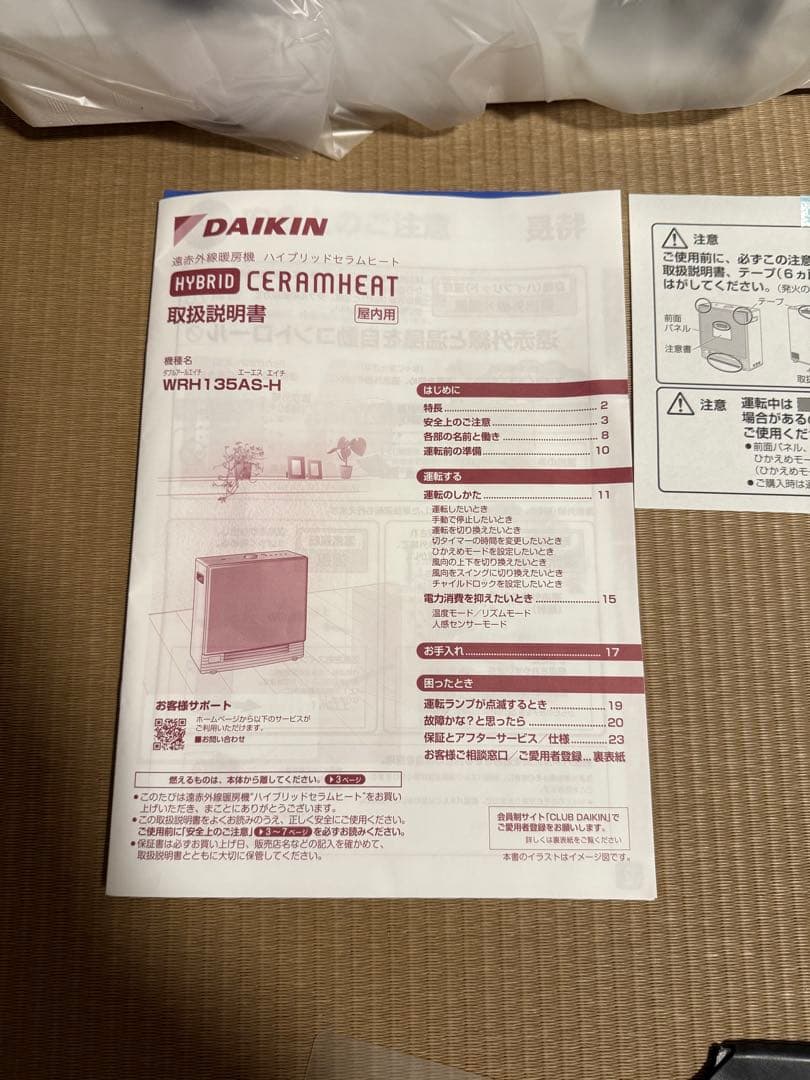 DAIKIN
遠赤外線暖房機 ハイブリッドセラムヒート
HYBRID CERAMHEAT
取扱説明書 屋内用
機種名
ダブルアールエイチ エーエス エイチ
WRH135AS-H
はじめに
特長 2
安全上のご注意 3
各部の名前と働き 8
運転前の準備 10
運転する
運転のしかた 11
運転したいとき
手動で停止したいとき
運転を切り換えたいとき
切タイマーの時間を変更したいとき
ひかえめモードを設定したいとき
風向の上下を切り換えたいとき
風向をスイングに切り換えたいとき
チャイルドロックを設定したいとき
電力消費を抑えたいとき 15
温度モード／リズムモード
人感センサーモード
お手入れ 17
困ったとき
運転ランプが点滅するとき 19
故障かな？と思ったら 20
保証とアフターサービス／仕様 23
お客様ご相談窓口／ご愛用者登録... 裏表紙
お客様サポート
ホームページから以下のサービスが
ご利用いただけます。
■お問い合わせ
燃えるものは、本体から離してください。 3ページ
●このたびは遠赤外線暖房機“ハイブリッドセラムヒート”をお買い
上げいただき、まことにありがとうございます。
●この取扱説明書をよくお読みのうえ、正しく安全にご使用ください。
ご使用前に「安全上のご注意」 3～7ページ を必ずお読みください。
●保証書は必ずお買い上げ日、販売店名などの記入を確かめて、
取扱説明書とともに大切に保管してください。
会員制サイト「CLUB DAIKIN」で
ご愛用者登録をお願いします。
詳しくは裏表紙をご覧ください
本書のイラストはイメージ図です。
注意
ご使用前に、必ずこの注意
取扱説明書、テープ(6ヵ
はがしてください。(発火の
テープ
前面
パネル
注意書
取
注意 運転中は
場合がある
ご使用くだ
●前面パネル、
ひかえめモー
(ひかえめモ
●ご購入時は